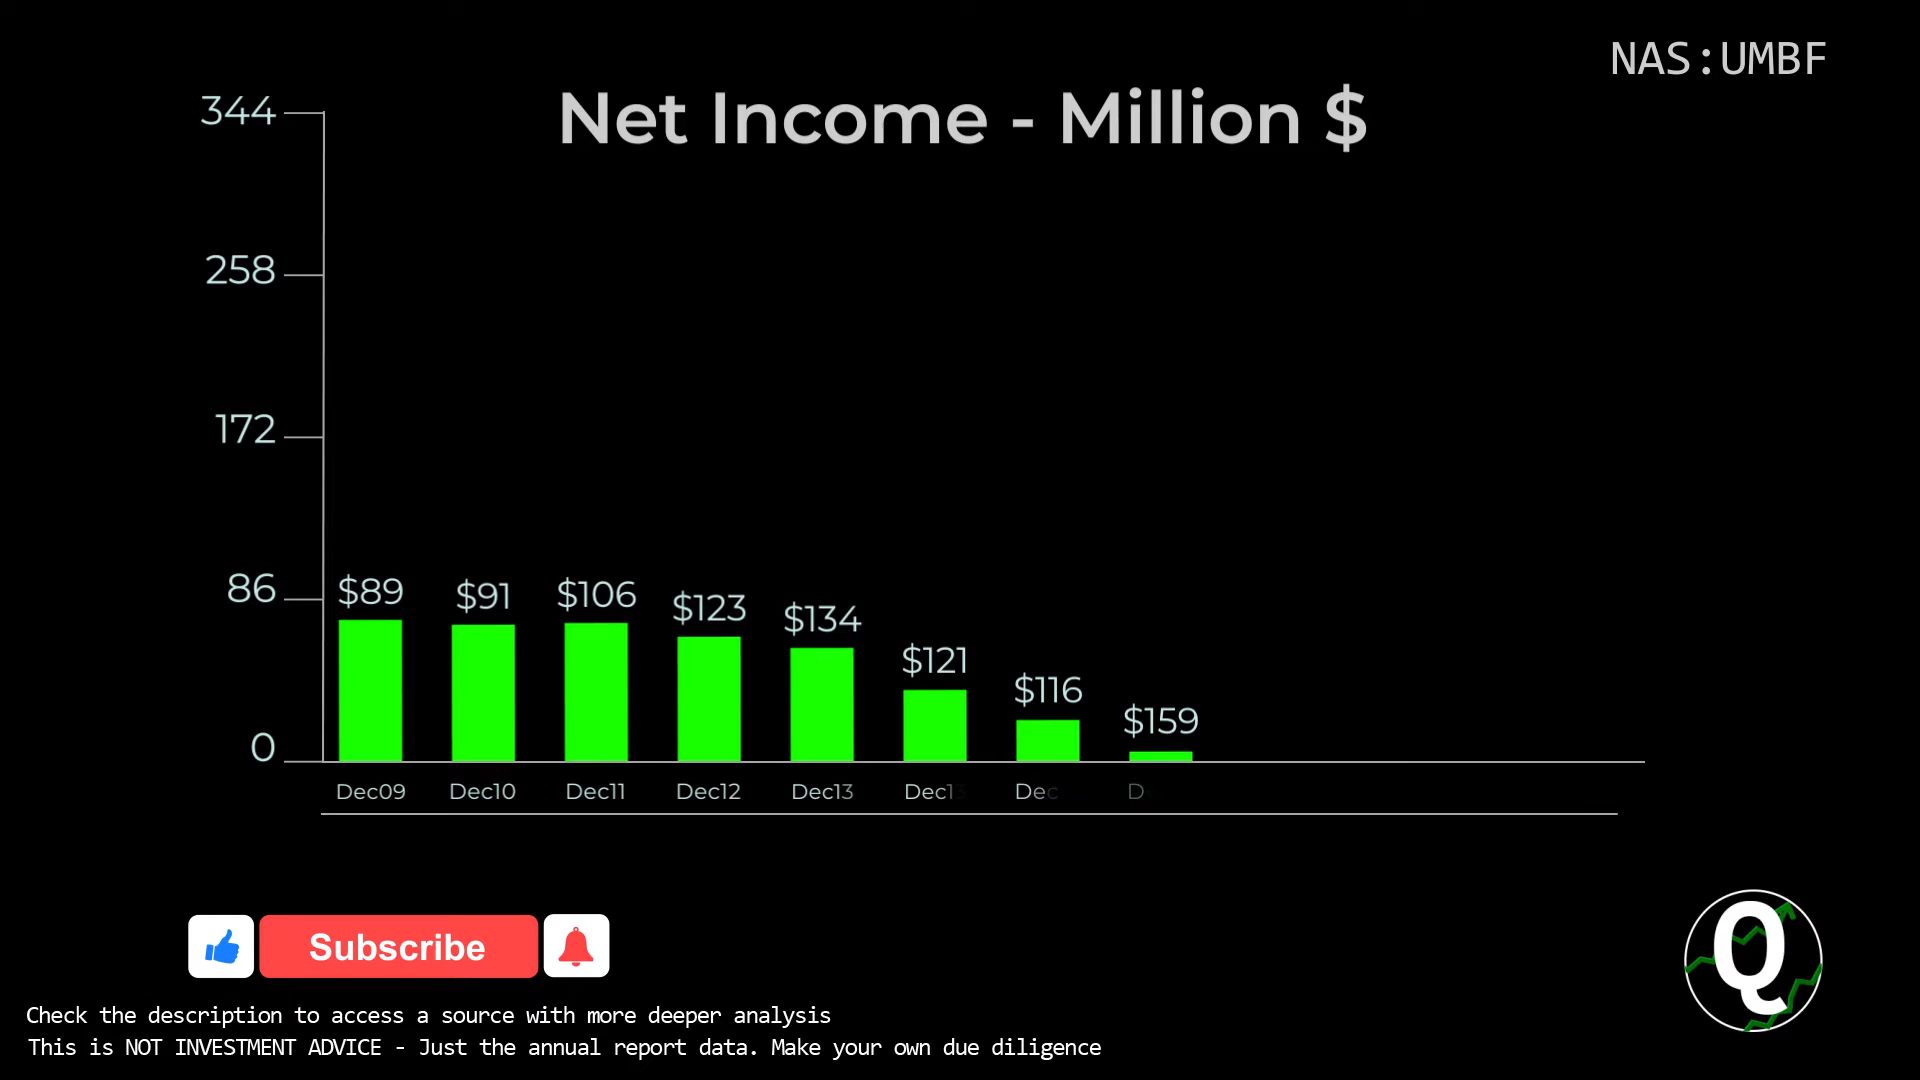 NAS:UMBF
Net Income - Million $
344
258
172
86
0
$89
$91
$106
$123
$134
$121
$116
$159
Dec09
Dec10
Dec11
Dec12
Dec13
Dec13
Dec
D
Subscribe
Q
Check the description to access a source with more deeper analysis
This is NOT INVESTMENT ADVICE - Just the annual report data. Make your own due diligence